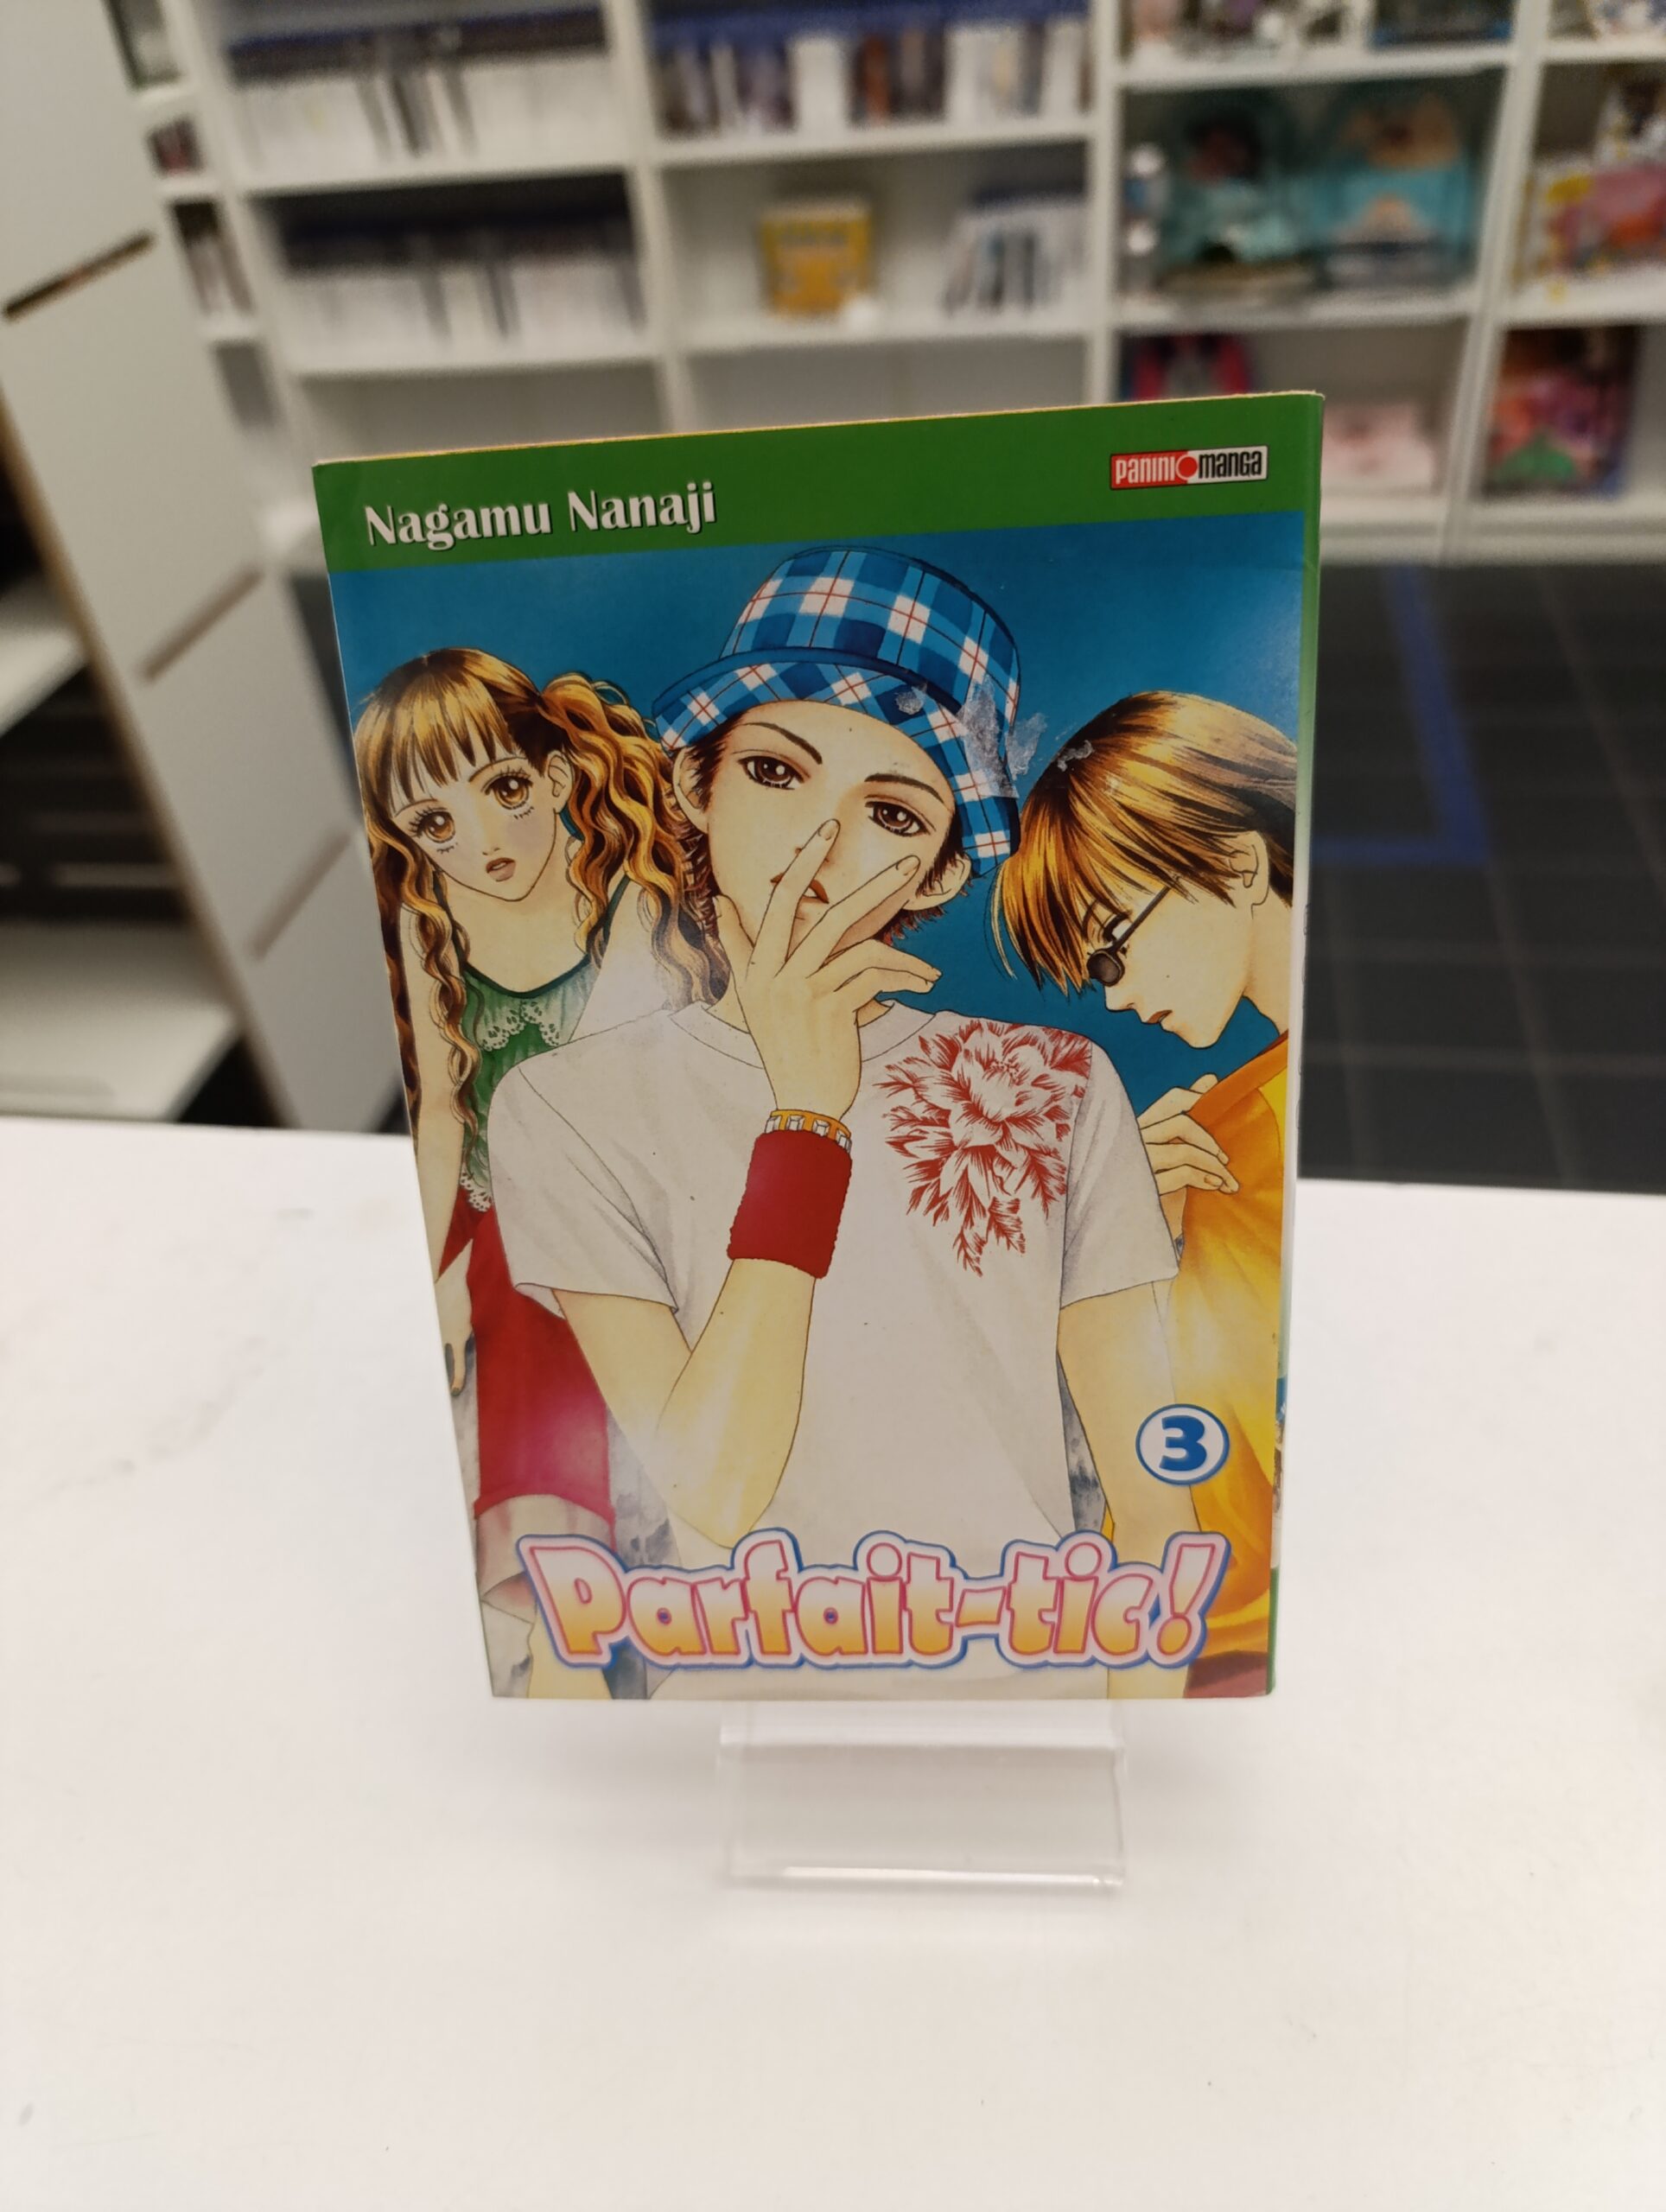 Nagamu Nanaji
PANINI manga
3
Parfait-tic!